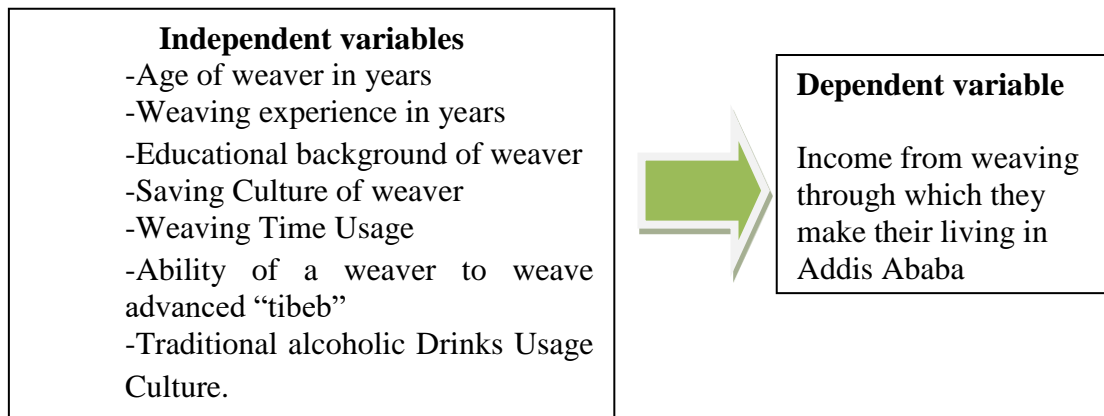 Independent variables
-Age of weaver in years
-Weaving experience in years
-Educational background of weaver
-Saving Culture of weaver
-Weaving Time Usage
-Ability of a weaver to weave
advanced “tibeb”
-Traditional alcoholic Drinks Usage
Culture.
Dependent variable
Income from weaving
through which they
make their living in
Addis Ababa